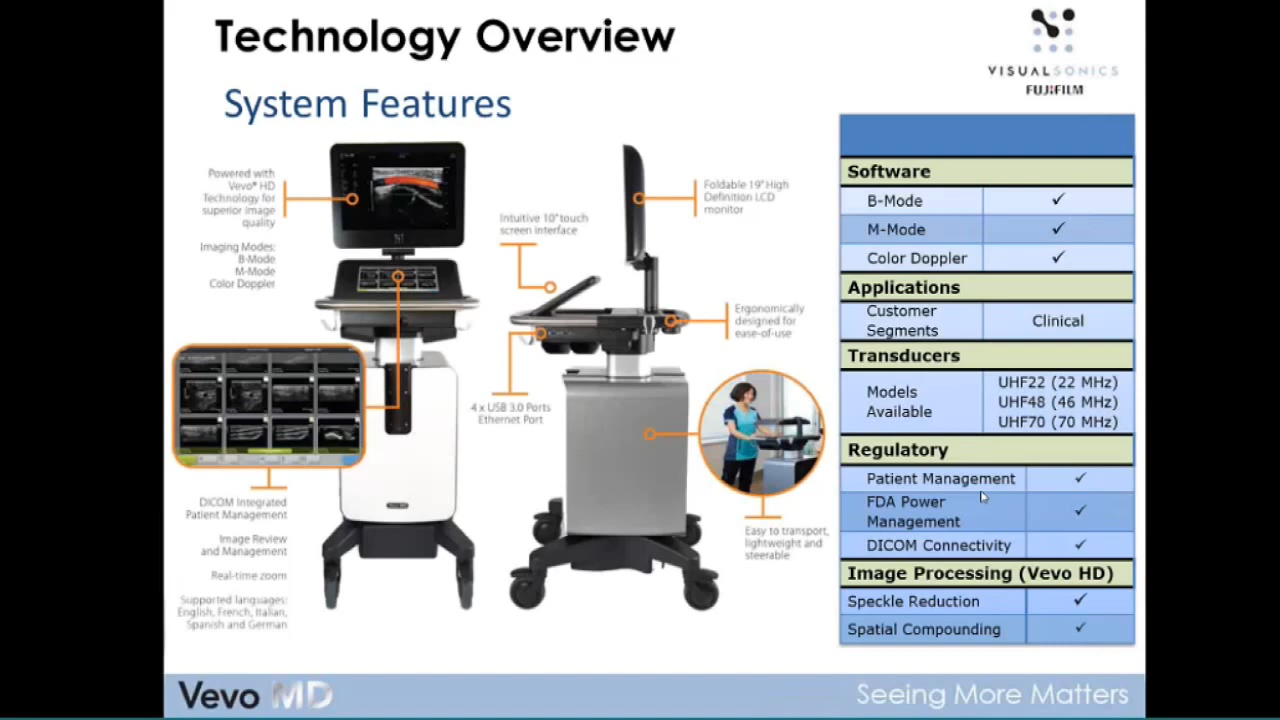 Technology Overview
VISUALSONICS
FUJIFILM
System Features
Powered with
Vevo® HD
Technology for
superior image
quality
Imaging Modes:
B-Mode
M-Mode
Color Doppler
Intuitive 10" touch
screen interface
Foldable 19" High
Definition LCD
monitor
Ergonomically
designed for
ease-of-use
4 x USB 3.0 Ports
Ethernet Port
DICOM Integrated
Patient Management
Image Review
and Management
Real-time zoom
Supported languages:
English, French, Italian,
Spanish and German
Easy to transport,
lightweight and
steerable
Software
B-Mode ✓
M-Mode ✓
Color Doppler ✓
Applications
Customer
Segments
Clinical
Transducers
Models
Available
UHF22 (22 MHz)
UHF48 (46 MHz)
UHF70 (70 MHz)
Regulatory
Patient Management ✓
FDA Power
Management ✓
DICOM Connectivity ✓
Image Processing (Vevo HD)
Speckle Reduction ✓
Spatial Compounding ✓
Vevo MD
Seeing More Matters